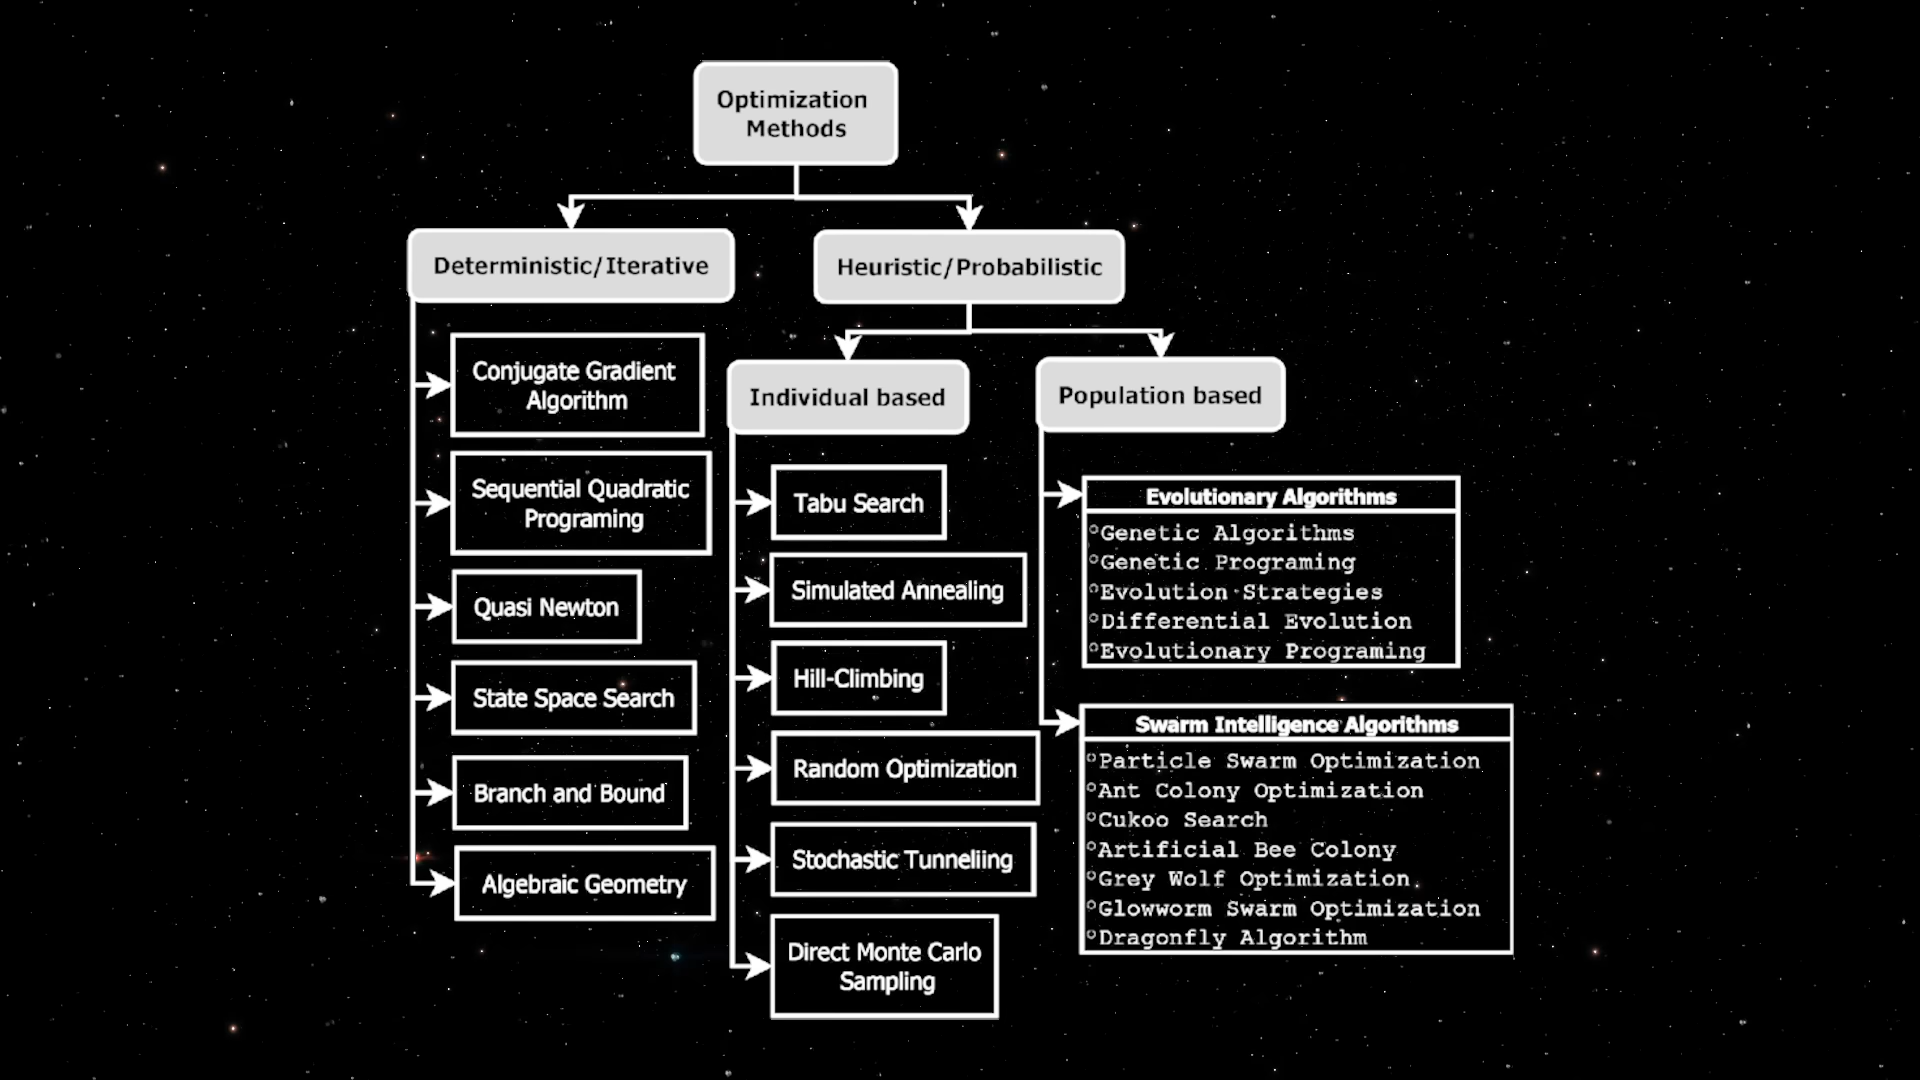 Optimization
Methods
Deterministic/Iterative
Heuristic/Probabilistic
Conjugate Gradient
Algorithm
Sequential Quadratic
Programing
Quasi Newton
State Space Search
Branch and Bound
Algebraic Geometry
Individual based
Tabu Search
Simulated Annealing
Hill-Climbing
Random Optimization
Stochastic Tunneliing
Direct Monte Carlo
Sampling
Population based
Evolutionary Algorithms
°Genetic Algorithms
°Genetic Programing
°Evolution Strategies
°Differential Evolution
°Evolutionary Programing
Swarm Intelligence Algorithms
°Particle Swarm Optimization
°Ant Colony Optimization
°Cukoo Search
°Artificial Bee Colony
°Grey Wolf Optimization
°Glowworm Swarm Optimization
°Dragonfly Algorithm